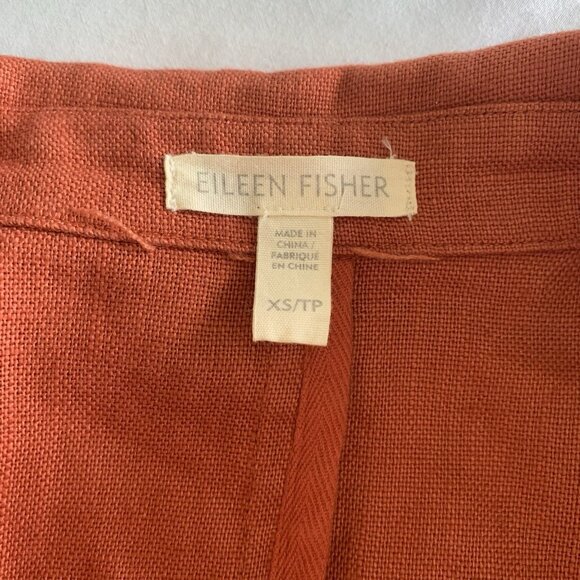 EILEEN FISHER
MADE IN
CHINA /
FABRIQUÉ
EN CHINE
XS/TP